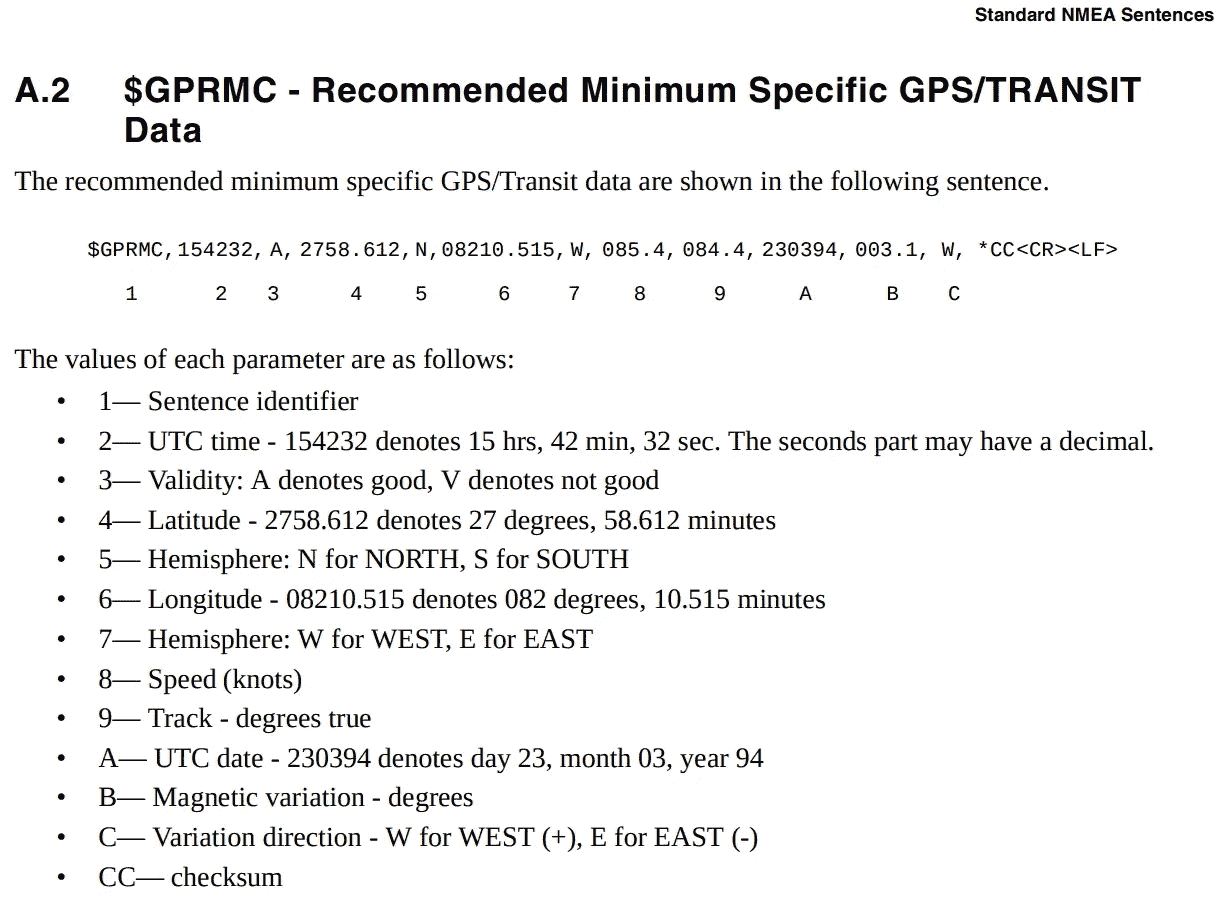 Standard NMEA Sentences
A.2 $GPRMC - Recommended Minimum Specific GPS/TRANSIT
Data
The recommended minimum specific GPS/Transit data are shown in the following sentence.
$GPRMC,154232,A,2758.612,N,08210.515,W,085.4,084.4,230394,003.1, W, *CC<CR><LF>
1 2 3 4 5 6 7 8 9 A B C
The values of each parameter are as follows:
• 1— Sentence identifier
• 2— UTC time - 154232 denotes 15 hrs, 42 min, 32 sec. The seconds part may have a decimal.
• 3— Validity: A denotes good, V denotes not good
• 4— Latitude - 2758.612 denotes 27 degrees, 58.612 minutes
• 5— Hemisphere: N for NORTH, S for SOUTH
• 6— Longitude - 08210.515 denotes 082 degrees, 10.515 minutes
• 7— Hemisphere: W for WEST, E for EAST
• 8— Speed (knots)
• 9— Track - degrees true
• A— UTC date - 230394 denotes day 23, month 03, year 94
• B— Magnetic variation - degrees
• C— Variation direction - W for WEST (+), E for EAST (-)
• CC— checksum